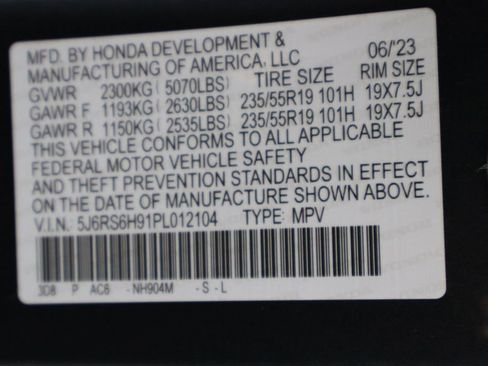 MFD. BY HONDA DEVELOPMENT &
MANUFACTURING OF AMERICA, LLC 06/'23
GVWR 2300KG (5070LBS) TIRE SIZE RIM SIZE
GAWR F 1193KG (2630LBS) 235/55R19 101H 19X7.5J
GAWR R 1150KG (2535LBS) 235/55R19 101H 19X7.5J
THIS VEHICLE CONFORMS TO ALL APPLICABLE
FEDERAL MOTOR VEHICLE SAFETY
AND THEFT PREVENTION STANDARDS IN EFFECT
ON THE DATE OF MANUFACTURE SHOWN ABOVE.
V.I.N.: 5J6RS6H91PL012104 TYPE: MPV
3D8 P AC6 - NH904M - S - L